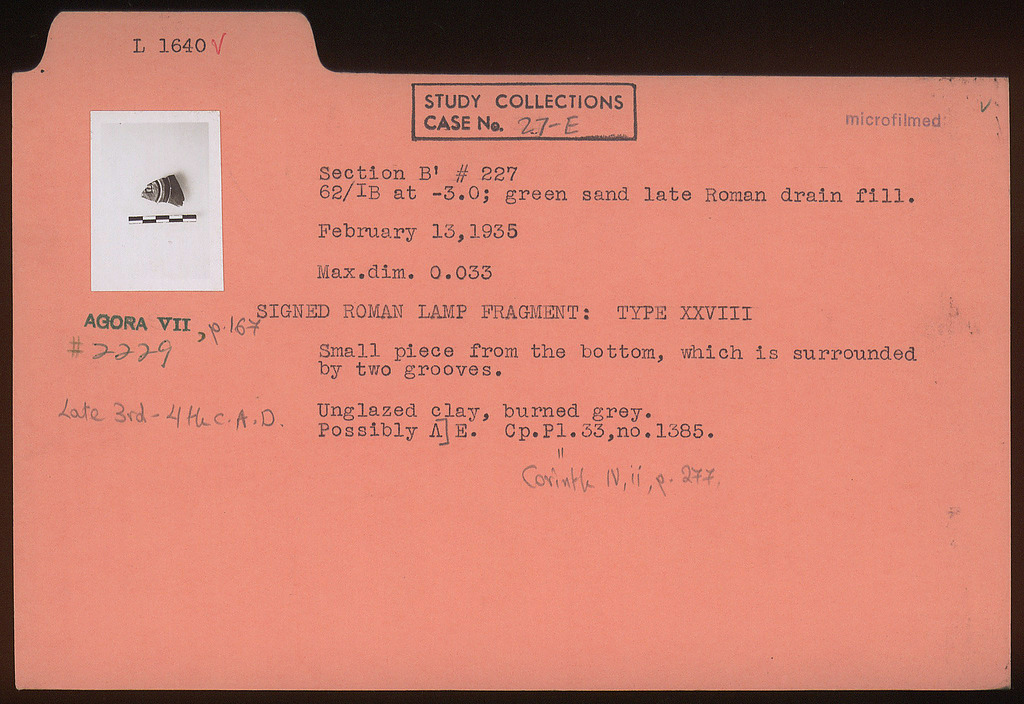 L 1640 √
STUDY COLLECTIONS
CASE No. 27-E
microfilmed
Section B' # 227
62/IB at -3.0; green sand late Roman drain fill.
February 13,1935
Max.dim. 0.033
SIGNED ROMAN LAMP FRAGMENT: TYPE XXVIII
AGORA VII, p.167
# 2229
Small piece from the bottom, which is surrounded
by two grooves.
Late 3rd-4th c. A.D.
Unglazed clay, burned grey.
Possibly Λ]E. Cp.Pl.33,no.1385.
"
Corinth IV, ii, p. 277.